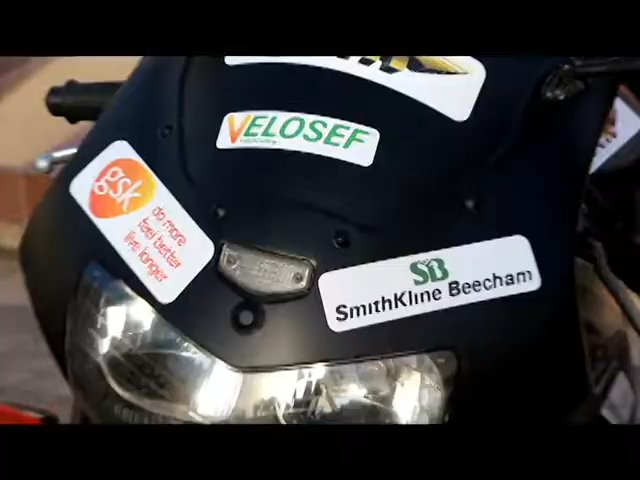 VELOSEF
gsk
do more
feel better
live longer
SB
SmithKline Beecham